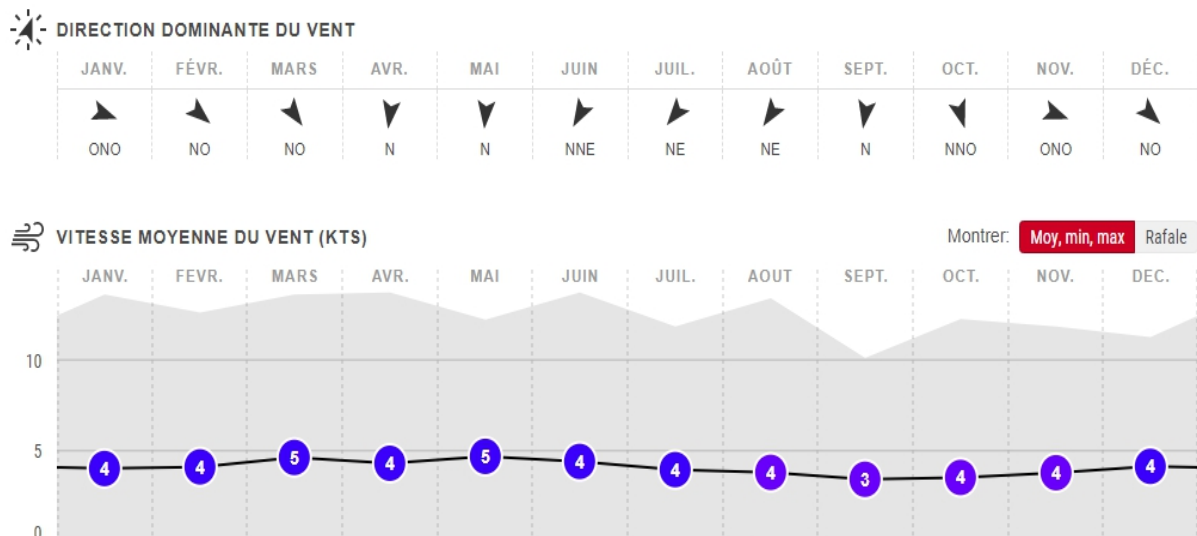 DIRECTION DOMINANTE DU VENT
JANV. FÉVR. MARS AVR. MAI JUIN JUIL. AOÛT SEPT. OCT. NOV. DÉC.
ONO NO NO N N NNE NE NE N NNO ONO NO
VITESSE MOYENNE DU VENT (KTS)
Montrer: Moy, min, max Rafale
JANV. FEVR. MARS AVR. MAI JUIN JUIL. AOUT SEPT. OCT. NOV. DEC.
10
5
4 4 5 4 5 4 4 4 3 4 4 4
0